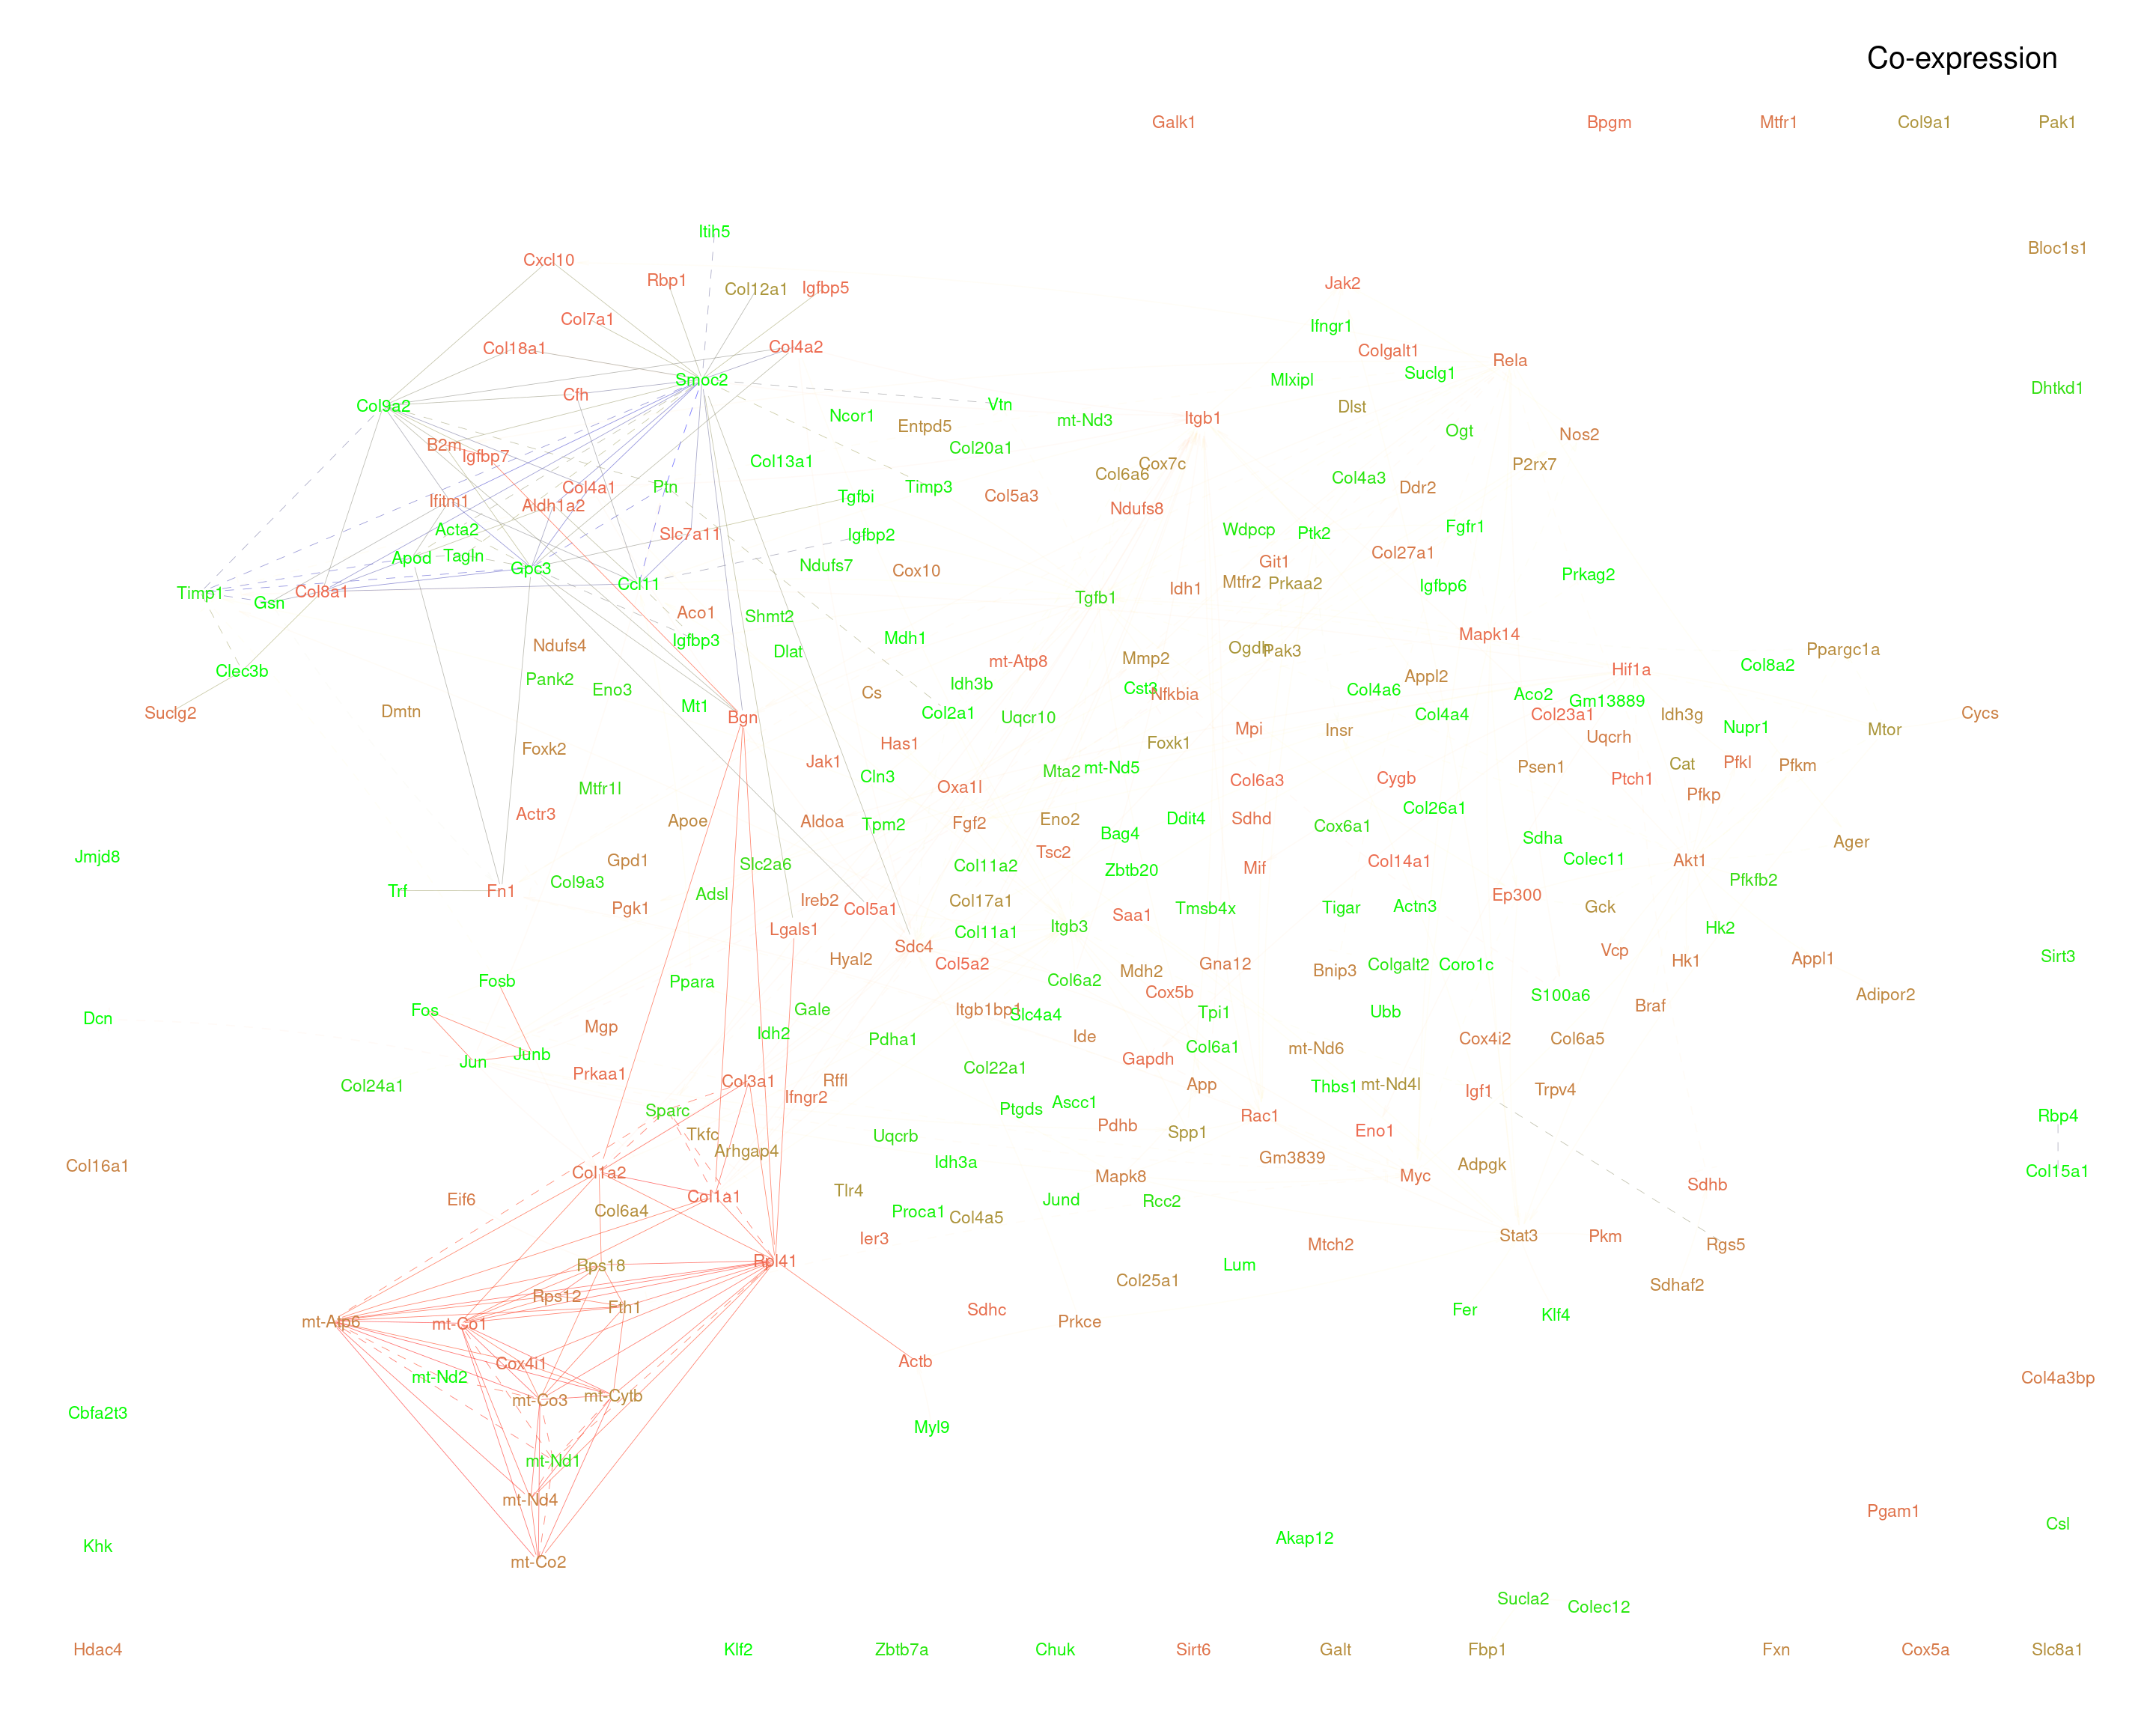 Co-expression
Galk1
Bpgm
Mtfr1
Col9a1
Pak1
Itih5
Bloc1s1
Cxcl10
Rbp1
Col12a1
Igfbp5
Jak2
Col7a1
Ifngr1
Col18a1
Col4a2
Colgalt1
Rela
Smoc2
Mlxipl
Suclg1
Dhtkd1
Cfh
Col9a2
Vtn
Dlst
Ncor1
Entpd5
mt-Nd3
Itgb1
Ogt
Nos2
B2m
Igfbp7
Col13a1
Col20a1
Cox7c
Col6a6
P2rx7
Col4a1
Ptn
Timp3
Col4a3
Ddr2
Ifitm1
Aldh1a2
Tgfbi
Col5a3
Ndufs8
Acta2
Slc7a11
Igfbp2
Wdpcp
Ptk2
Fgfr1
Apod
Tagln
Gpc3
Ndufs7
Cox10
Git1
Col27a1
Timp1
Gsn
Col8a1
Ccl11
Tgfb1
Idh1
Mtfr2
Prkaa2
Igfbp6
Prkag2
Aco1
Shmt2
Igfbp3
Mdh1
Mapk14
Ndufs4
Dlat
mt-Atp8
Mmp2
Ogdh
Pak3
Ppargc1a
Clec3b
Pank2
Eno3
Idh3b
Cst3
Nfkbia
Appl2
Hif1a
Col8a2
Suclg2
Dmtn
Mt1
Bgn
Cs
Col2a1
Uqcr10
Col4a6
Aco2
Gm13889
Col4a4
Col23a1
Idh3g
Cycs
Foxk2
Has1
Foxk1
Mpi
Insr
Uqcrh
Nupr1
Mtor
Jak1
Cln3
Mta2
mt-Nd5
Psen1
Cat
Pfkl
Pfkm
Mtfr1l
Oxa1l
Col6a3
Cygb
Ptch1
Pfkp
Actr3
Apoe
Aldoa
Tpm2
Fgf2
Eno2
Bag4
Ddit4
Sdhd
Cox6a1
Col26a1
Sdha
Ager
Jmjd8
Gpd1
Slc2a6
Col11a2
Tsc2
Zbtb20
Mif
Col14a1
Colec11
Akt1
Pfkfb2
Trf
Fn1
Col9a3
Pgk1
Adsl
Ireb2
Col5a1
Col17a1
Saa1
Tmsb4x
Tigar
Actn3
Ep300
Gck
Lgals1
Sdc4
Col11a1
Itgb3
Hk2
Hyal2
Col5a2
Mdh2
Gna12
Bnip3
Colgalt2
Coro1c
Vcp
Hk1
Appl1
Sirt3
Fosb
Ppara
Col6a2
Cox5b
S100a6
Braf
Adipor2
Dcn
Fos
Gale
Itgb1bp1
Slc4a4
Tpi1
Ubb
Mgp
Idh2
Pdha1
Ide
Col6a1
mt-Nd6
Cox4i2
Col6a5
Jun
Junb
Gapdh
Col24a1
Prkaa1
Col3a1
Rffl
Ifngr2
Col22a1
App
Thbs1
mt-Nd4l
Igf1
Trpv4
Sparc
Ptgds
Ascc1
Rac1
Rbp4
Tkfc
Arhgap4
Uqcrb
Pdhb
Spp1
Eno1
Col16a1
Col1a2
Idh3a
Mapk8
Gm3839
Myc
Adpgk
Col15a1
Eif6
Col1a1
Col6a4
Tlr4
Proca1
Col4a5
Jund
Rcc2
Sdhb
Rpl41
Ier3
Mtch2
Stat3
Pkm
Rgs5
Rps18
Lum
Col25a1
Sdhaf2
Rps12
Fth1
mt-Atp6
mt-Co1
Sdhc
Prkce
Fer
Klf4
Cox4i1
mt-Nd2
Actb
Col4a3bp
mt-Co3
mt-Cytb
Cbfa2t3
Myl9
mt-Nd1
mt-Nd4
Pgam1
Csl
Khk
mt-Co2
Akap12
Sucla2
Colec12
Hdac4
Klf2
Zbtb7a
Chuk
Sirt6
Galt
Fbp1
Fxn
Cox5a
Slc8a1